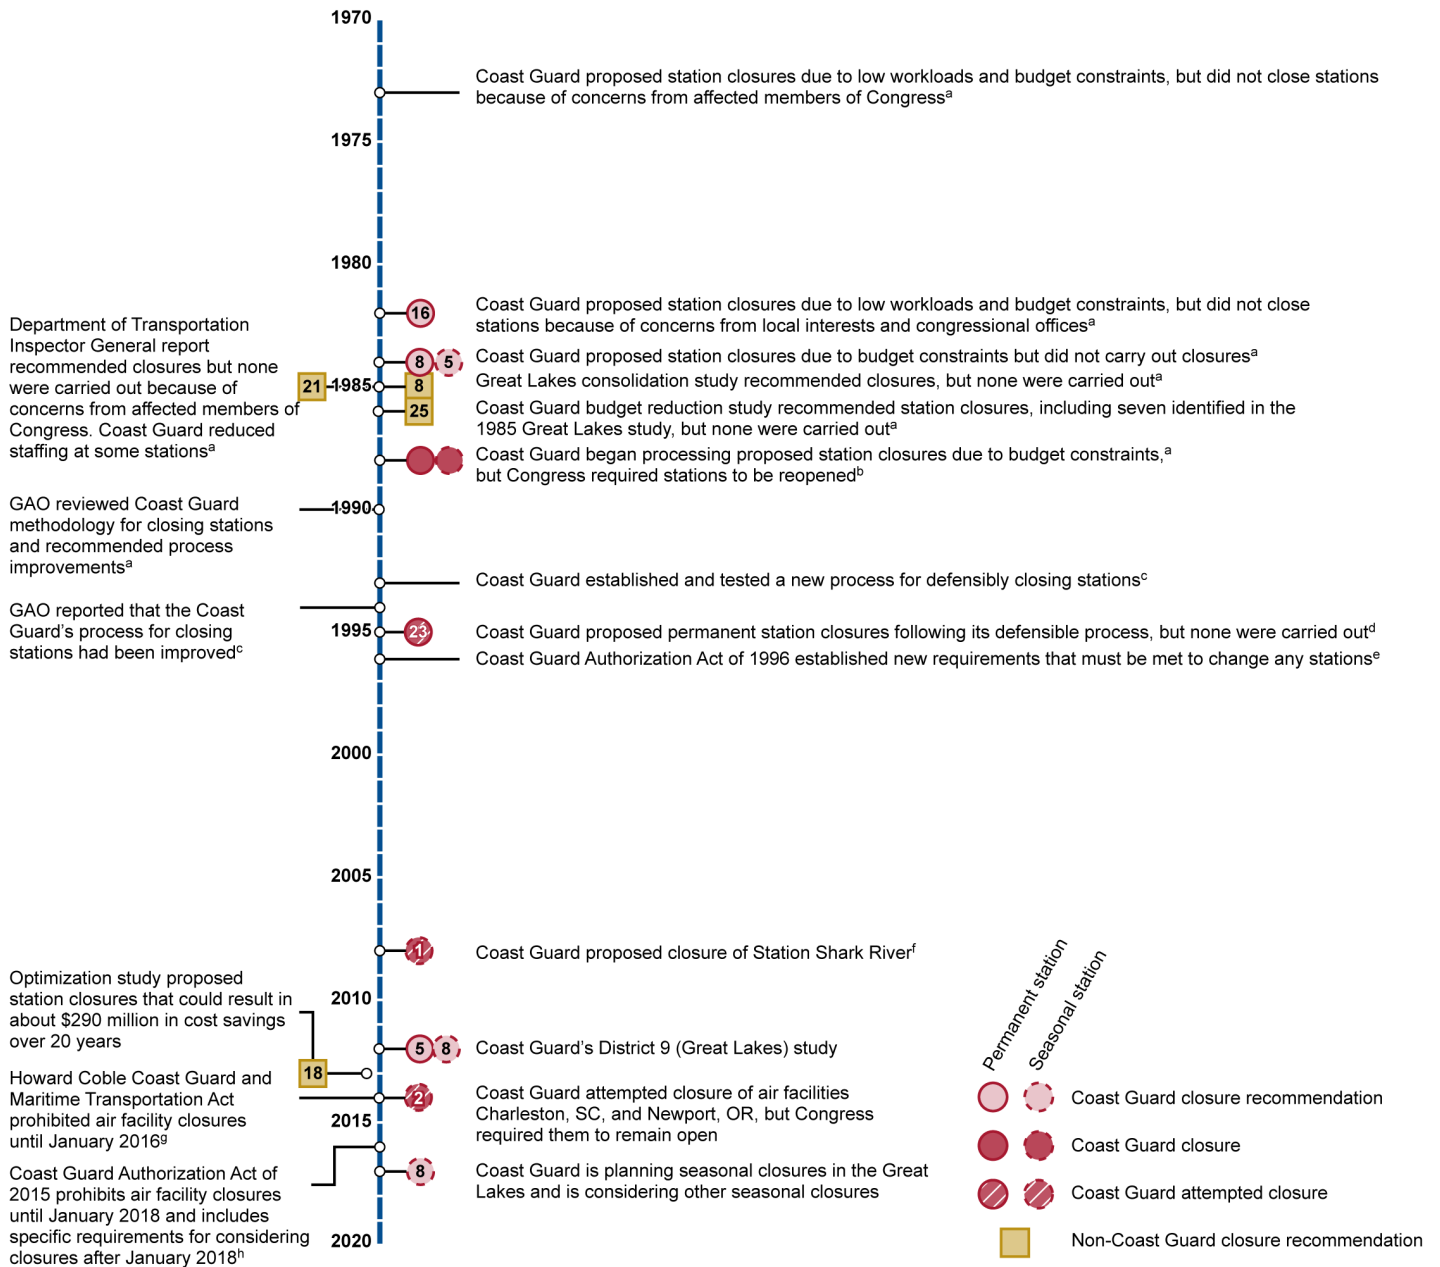 1970
Coast Guard proposed station closures due to low workloads and budget constraints, but did not close stations
because of concerns from affected members of Congressa
1975
1980
Coast Guard proposed station closures due to low workloads and budget constraints, but did not close
stations because of concerns from local interests and congressional officesa
16
Department of Transportation
Inspector General report
recommended closures but none
were carried out because of
concerns from affected members of
Congress. Coast Guard reduced
staffing at some stationsa
21
1985
8
5
Coast Guard proposed station closures due to budget constraints but did not carry out closuresa
8
Great Lakes consolidation study recommended closures, but none were carried outa
25
Coast Guard budget reduction study recommended station closures, including seven identified in the
1985 Great Lakes study, but none were carried outa
Coast Guard began processing proposed station closures due to budget constraints,a
but Congress required stations to be reopenedb
GAO reviewed Coast Guard
methodology for closing stations
and recommended process
improvementsa
1990
Coast Guard established and tested a new process for defensibly closing stationsc
GAO reported that the Coast
Guard's process for closing
stations had been improvedc
1995
23
Coast Guard proposed permanent station closures following its defensible process, but none were carried outd
Coast Guard Authorization Act of 1996 established new requirements that must be met to change any stationse
2000
2005
1
Coast Guard proposed closure of Station Shark Riverf
Optimization study proposed
station closures that could result in
about $290 million in cost savings
over 20 years
2010
18
5
8
Coast Guard's District 9 (Great Lakes) study
Howard Coble Coast Guard and
Maritime Transportation Act
prohibited air facility closures
until January 2016g
2
Coast Guard attempted closure of air facilities
Charleston, SC, and Newport, OR, but Congress
required them to remain open
2015
Coast Guard Authorization Act of
2015 prohibits air facility closures
until January 2018 and includes
specific requirements for considering
closures after January 2018h
8
Coast Guard is planning seasonal closures in the Great
Lakes and is considering other seasonal closures
2020
Permanent station
Seasonal station
Coast Guard closure recommendation
Coast Guard closure
Coast Guard attempted closure
Non-Coast Guard closure recommendation